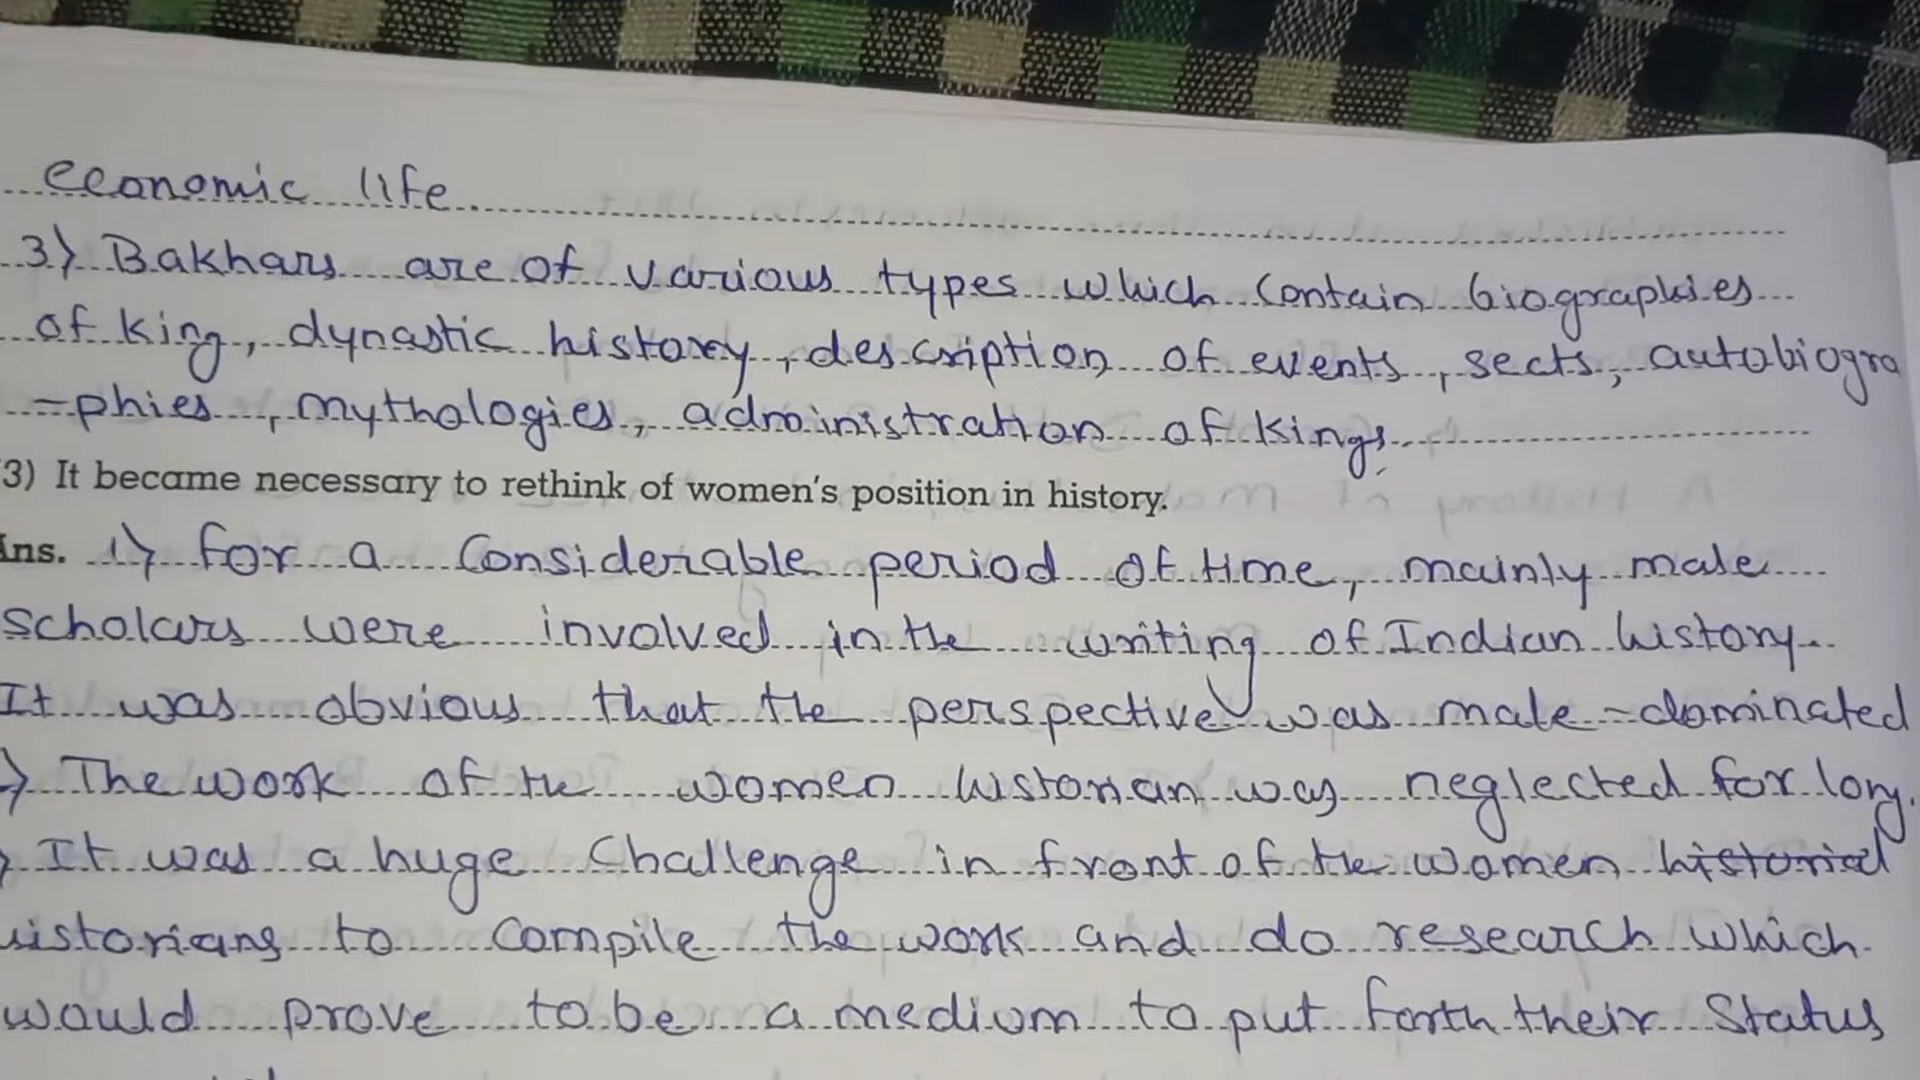 economic life
3) Bakhars are of various types which contain biographies
of king, dynastic history, description of events, sects, autobiogra
-phies, mythologies, administration of kings.
3) It became necessary to rethink of women's position in history.
Ans. 1) for a considerable period of time, mainly male
scholars were involved in the writing of Indian history.
It was obvious that the perspective was male-dominated
) The work of the women historian was neglected for long.
) It was a huge challenge in front of the women historical
istorians to compile the work and do research which
would prove to be a mediom to put forth their status